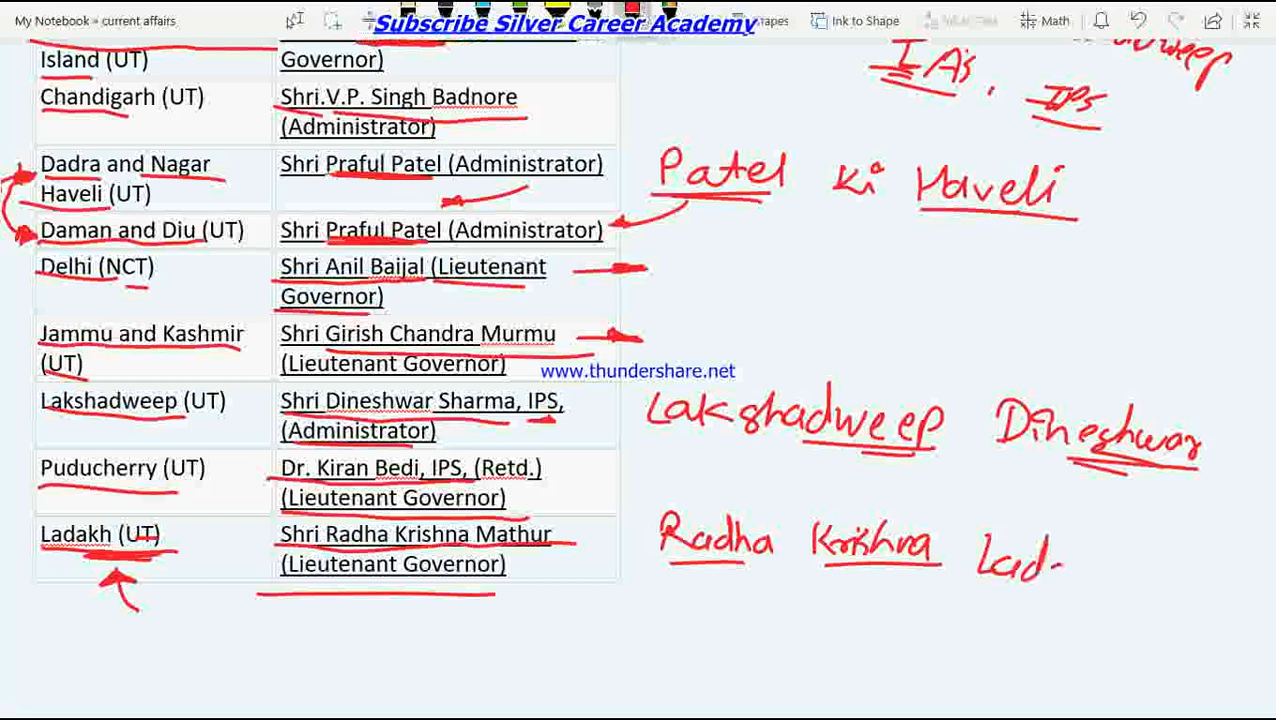 My Notebook » current affairs
Subscribe Silver Career Academy
Ink to Shape
Math
Island (UT)
Governor)
IAs, IPs
Chandigarh (UT)
Shri.V.P. Singh Badnore
(Administrator)
Dadra and Nagar
Haveli (UT)
Shri Praful Patel (Administrator)
Patel Ki Haveli
Daman and Diu (UT)
Shri Praful Patel (Administrator)
Delhi (NCT)
Shri Anil Baijal (Lieutenant
Governor)
Jammu and Kashmir
(UT)
Shri Girish Chandra Murmu
(Lieutenant Governor)
www.thundershare.net
Lakshadweep (UT)
Shri Dineshwar Sharma, IPS,
(Administrator)
Lakshadweep Dineshwar
Puducherry (UT)
Dr. Kiran Bedi, IPS, (Retd.)
(Lieutenant Governor)
Ladakh (UT)
Shri Radha Krishna Mathur
(Lieutenant Governor)
Radha Krishna Lad